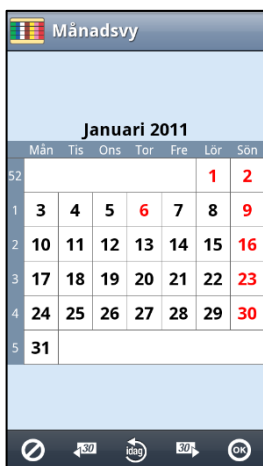 Månadsvy
Januari 2011
Mån Tis Ons Tor Fre Lör Sön
52 1 2
1 3 4 5 6 7 8 9
2 10 11 12 13 14 15 16
3 17 18 19 20 21 22 23
4 24 25 26 27 28 29 30
5 31
30 idag 30 OK